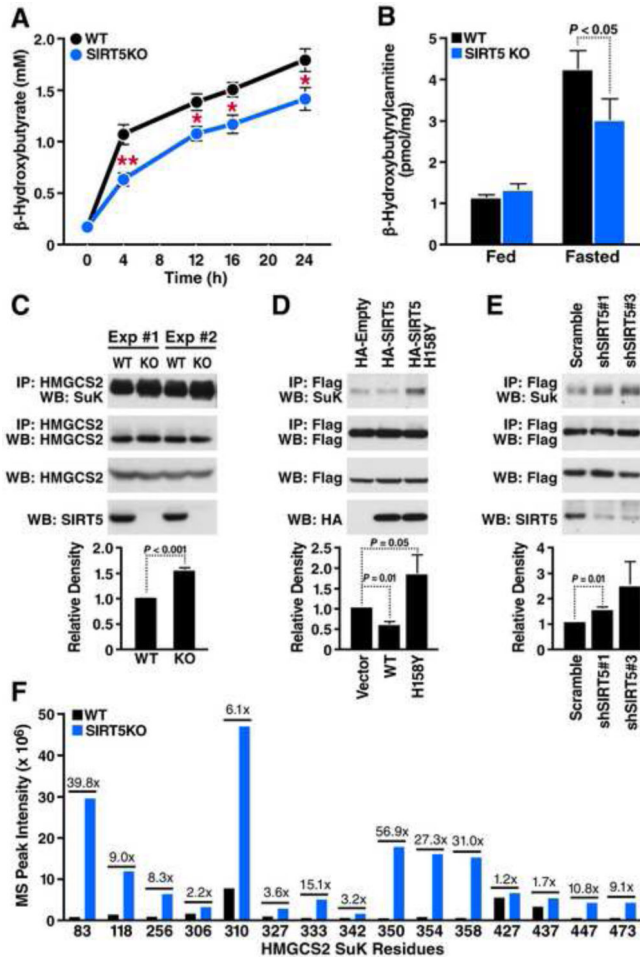 A
WT
SIRT5KO
β-Hydroxybutyrate (mM)
2.0
1.5
1.0
0.5
0
**
*
*
*
0 4 8 12 16 20 24
Time (h)
B
WT
SIRT5 KO
P < 0.05
β-Hydroxybutyrylcarnitine
(pmol/mg)
5
4
3
2
1
0
Fed Fasted
C
Exp #1 Exp #2
WT KO WT KO
IP: HMGCS2
WB: SuK
IP: HMGCS2
WB: HMGCS2
WB: HMGCS2
WB: SIRT5
Relative Density
2.0
1.5
1.0
0.5
0
P < 0.001
WT KO
D
HA-Empty
HA-SIRT5
HA-SIRT5
H158Y
IP: Flag
WB: SuK
IP: Flag
WB: Flag
WB: Flag
WB: HA
Relative Density
2.5
2.0
1.5
1.0
0.5
0
P = 0.05
P = 0.01
Vector
WT
H158Y
E
Scramble
shSIRT5#1
shSIRT5#3
IP: Flag
WB: Suk
IP: Flag
WB: Flag
WB: Flag
WB: SIRT5
Relative Density
4
3
2
1
0
P = 0.01
Scramble
shSIRT5#1
shSIRT5#3
F
WT
SIRT5KO
MS Peak Intensity (x 10⁶)
50
40
30
20
10
0
39.8x 9.0x 8.3x 2.2x 6.1x 3.6x 15.1x 3.2x 56.9x 27.3x 31.0x 1.2x 1.7x 10.8x 9.1x
83 118 256 306 310 327 333 342 350 354 358 427 437 447 473
HMGCS2 SuK Residues